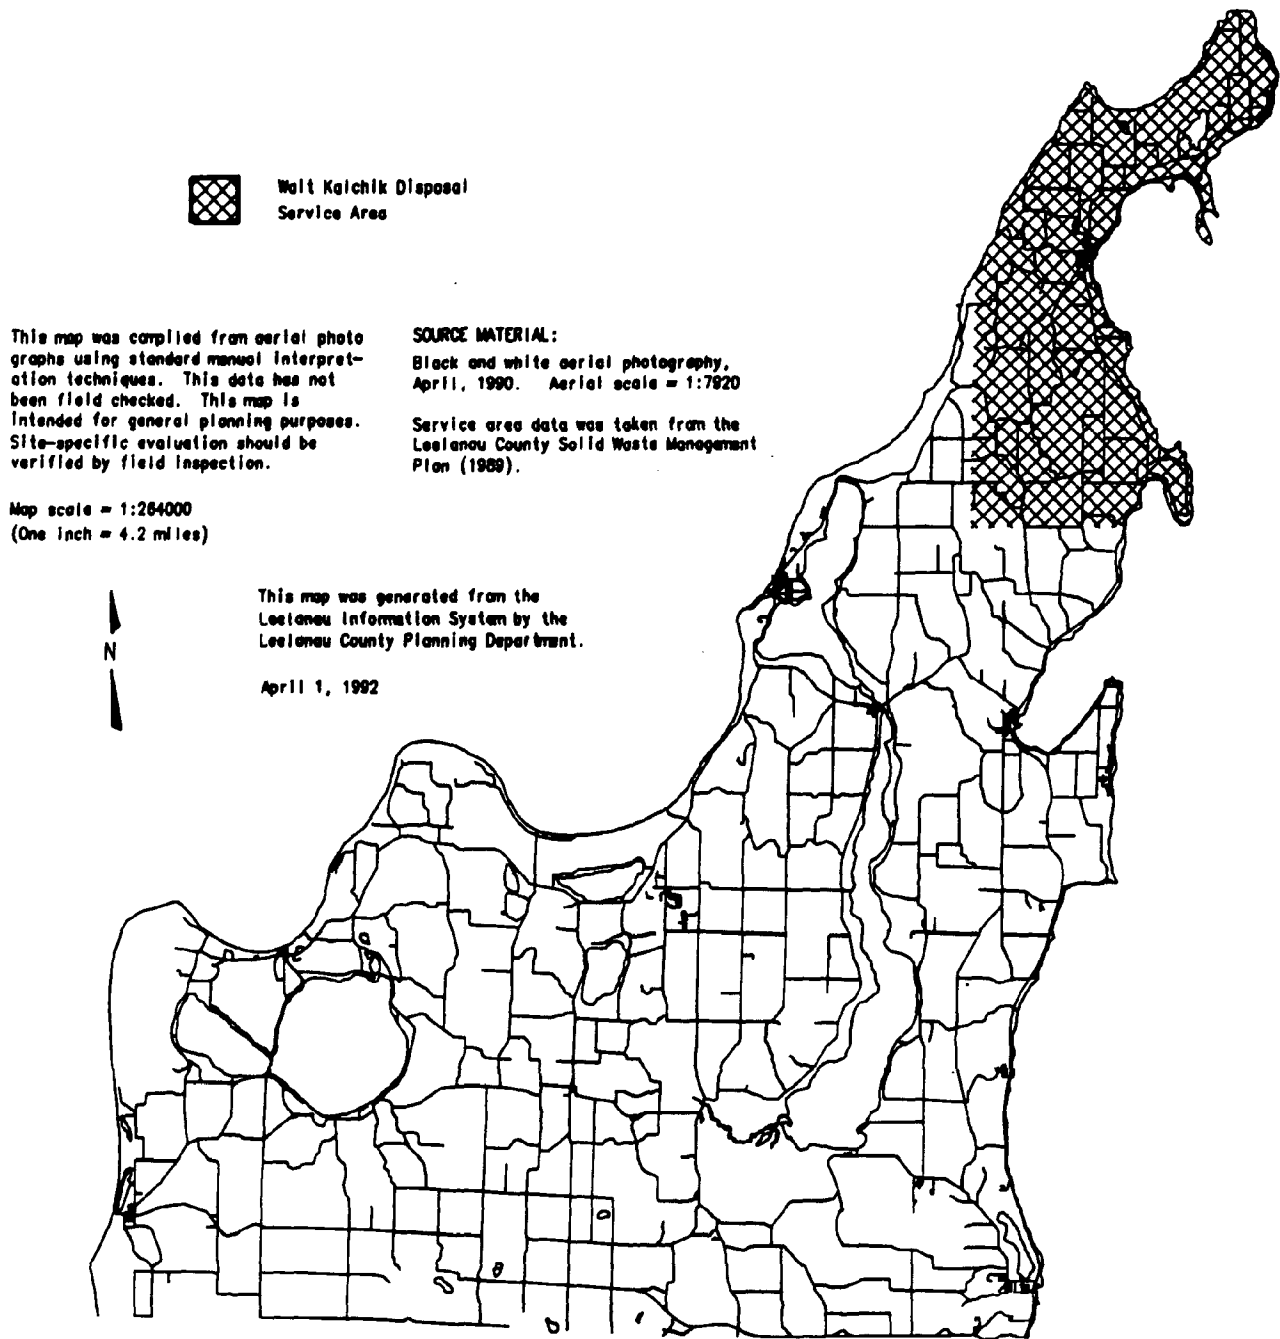 Walt Kalchik Disposal
Service Area
This map was compiled from aerial photo
graphs using standard manual interpret-
ation techniques. This data has not
been field checked. This map is
intended for general planning purposes.
Site-specific evaluation should be
verified by field inspection.
Map scale = 1:264000
(One inch = 4.2 miles)
SOURCE MATERIAL:
Black and white aerial photography,
April, 1990. Aerial scale = 1:7920
Service area data was taken from the
Leelanau County Solid Waste Management
Plan (1989).
N
This map was generated from the
Leelanau Information System by the
Leelanau County Planning Department.
April 1, 1992